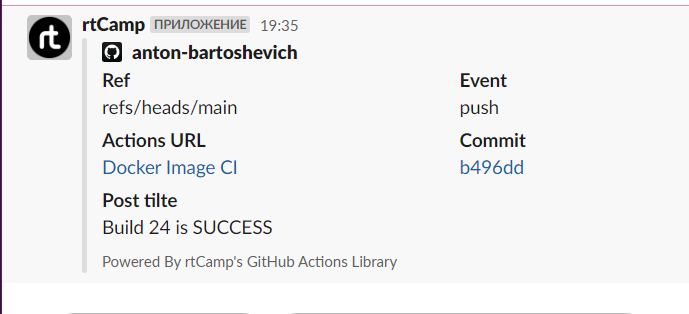 rt
rtCamp ПРИЛОЖЕНИЕ 19:35
anton-bartoshevich
Ref Event
refs/heads/main push
Actions URL Commit
Docker Image CI b496dd
Post tilte
Build 24 is SUCCESS
Powered By rtCamp's GitHub Actions Library